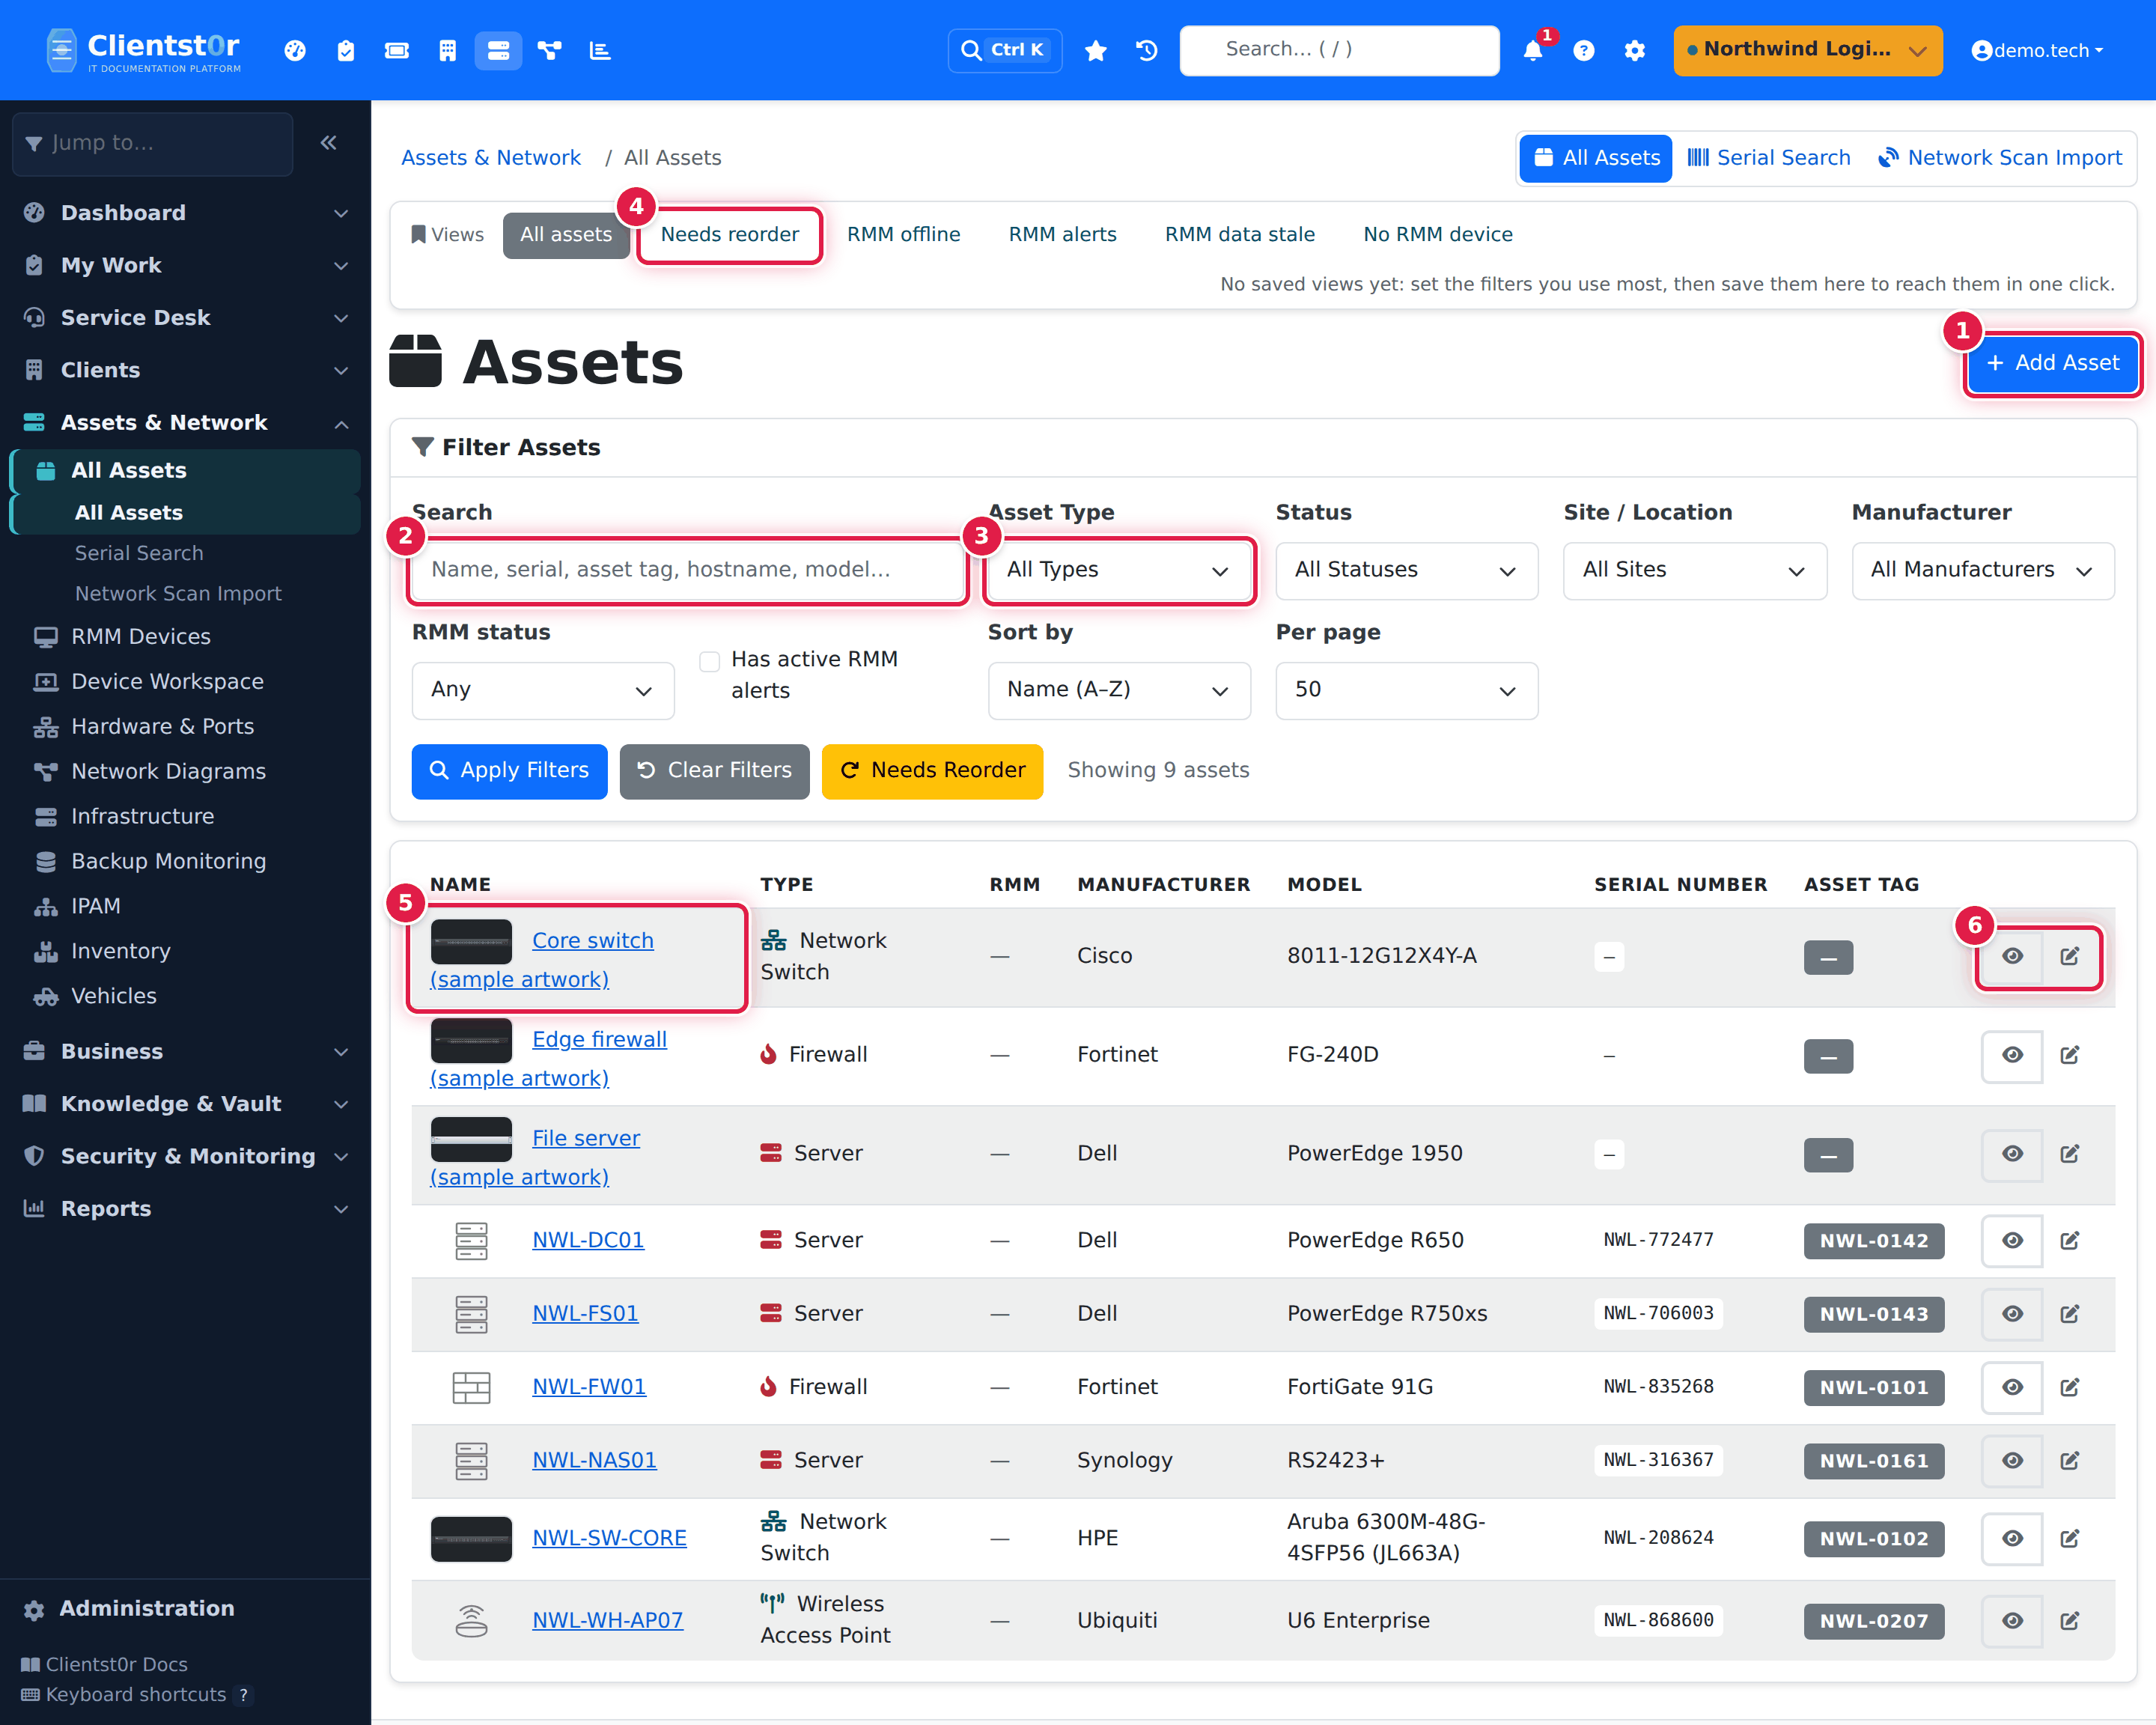 Clientst0r
IT DOCUMENTATION PLATFORM
Ctrl K
Search... ( / )
1
Northwind Logi...
demo.tech
Jump to...
Dashboard
My Work
Service Desk
Clients
Assets & Network
All Assets
All Assets
Serial Search
Network Scan Import
RMM Devices
Device Workspace
Hardware & Ports
Network Diagrams
Infrastructure
Backup Monitoring
IPAM
Inventory
Vehicles
Business
Knowledge & Vault
Security & Monitoring
Reports
Administration
Clientst0r Docs
Keyboard shortcuts ?
Assets & Network / All Assets
All Assets Serial Search Network Scan Import
4
Views All assets Needs reorder RMM offline RMM alerts RMM data stale No RMM device
No saved views yet: set the filters you use most, then save them here to reach them in one click.
Assets
1
+ Add Asset
Filter Assets
Search Asset Type Status Site / Location Manufacturer
2 3
Name, serial, asset tag, hostname, model... All Types All Statuses All Sites All Manufacturers
RMM status Sort by Per page
Any Has active RMM alerts Name (A–Z) 50
Apply Filters Clear Filters Needs Reorder Showing 9 assets
NAME TYPE RMM MANUFACTURER MODEL SERIAL NUMBER ASSET TAG
5 6
Core switch (sample artwork) Network Switch — Cisco 8011-12G12X4Y-A – —
Edge firewall (sample artwork) Firewall — Fortinet FG-240D – —
File server (sample artwork) Server — Dell PowerEdge 1950 – —
NWL-DC01 Server — Dell PowerEdge R650 NWL-772477 NWL-0142
NWL-FS01 Server — Dell PowerEdge R750xs NWL-706003 NWL-0143
NWL-FW01 Firewall — Fortinet FortiGate 91G NWL-835268 NWL-0101
NWL-NAS01 Server — Synology RS2423+ NWL-316367 NWL-0161
NWL-SW-CORE Network Switch — HPE Aruba 6300M-48G-4SFP56 (JL663A) NWL-208624 NWL-0102
NWL-WH-AP07 Wireless Access Point — Ubiquiti U6 Enterprise NWL-868600 NWL-0207